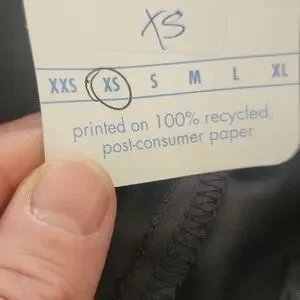 XS
XXS XS S M L XL
printed on 100% recycled,
post-consumer paper